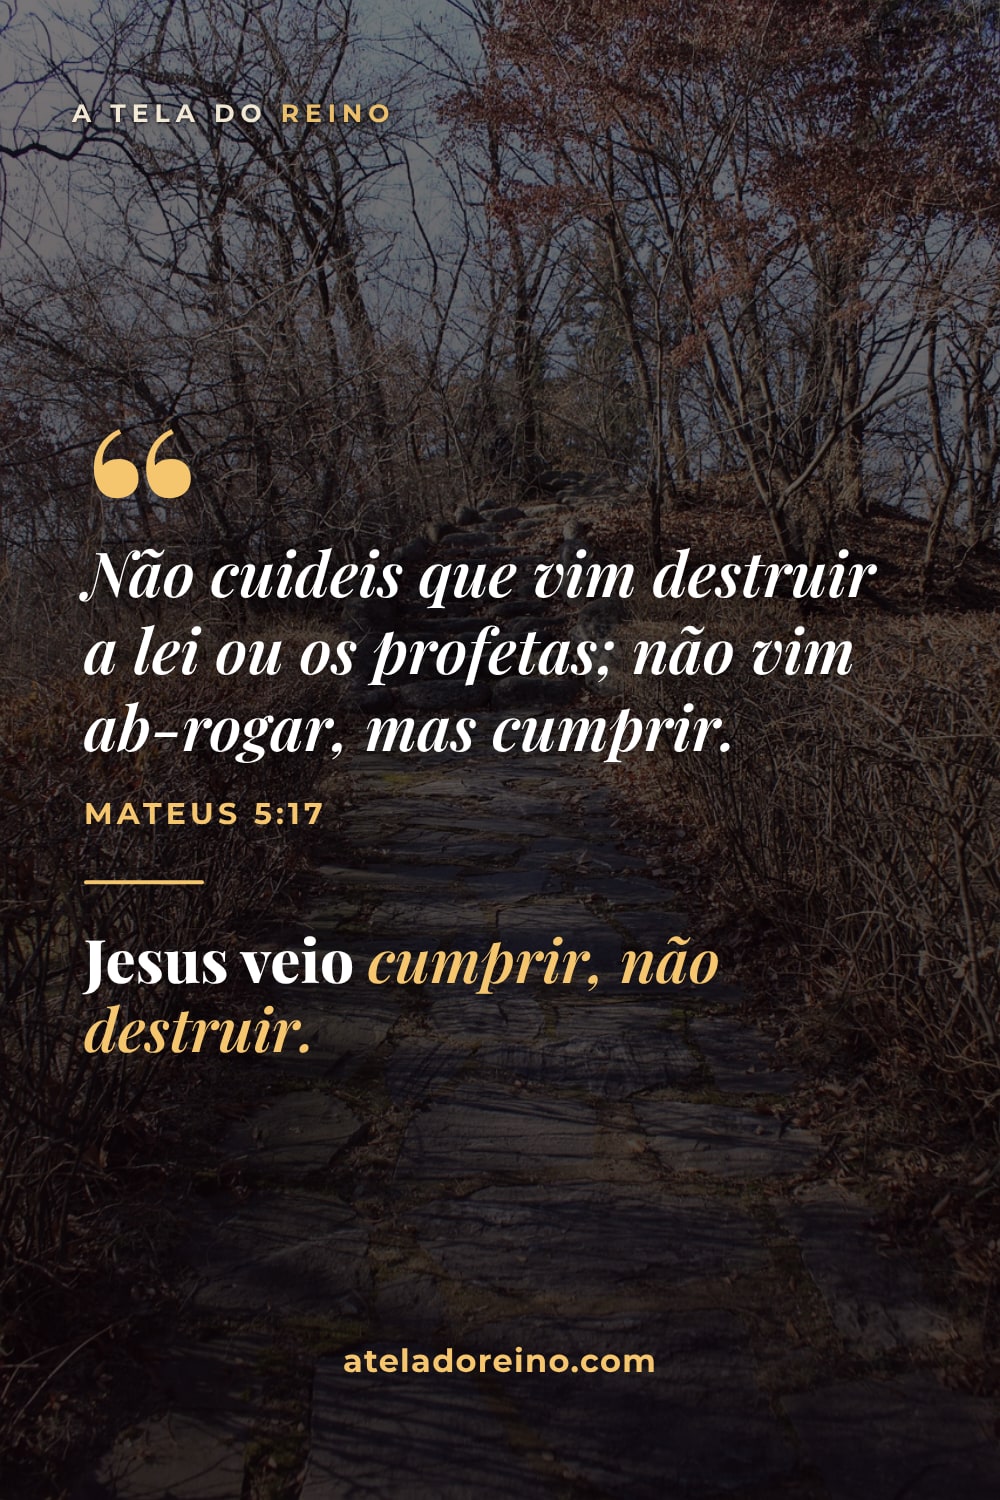 A TELA DO REINO
“
Não cuideis que vim destruir
a lei ou os profetas; não vim
ab-rogar, mas cumprir.
MATEUS 5:17
Jesus veio cumprir, não
destruir.
ateladoreino.com